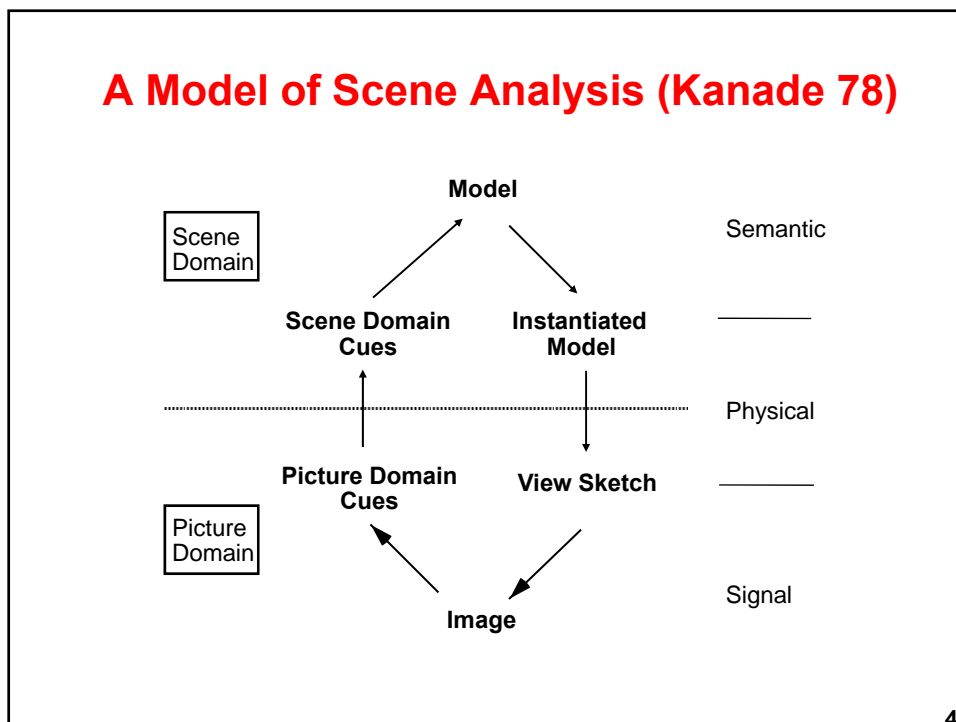 A Model of Scene Analysis (Kanade 78)
Model
Scene
Domain
Semantic
Scene Domain
Cues
Instantiated
Model
Physical
Picture Domain
Cues
View Sketch
Picture
Domain
Signal
Image
4